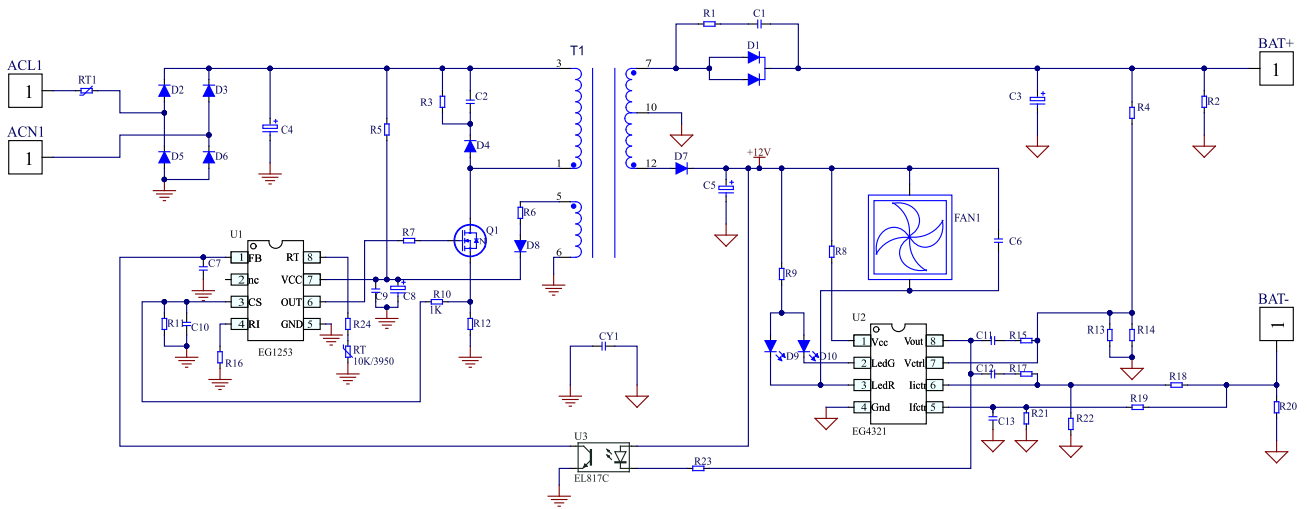 ACL1
1
RT1
ACN1
1
D2
D3
D5
D6
C4
R5
R3
C2
D4
T1
3
1
5
6
7
10
12
R1
C1
D1
D7
+12V
C5
C3
R4
R2
BAT+
1
R6
D8
R7
Q1
N
U1
1 FB
2 nc
3 CS
4 RI
RT 8
VCC 7
OUT 6
GND 5
EG1253
C7
R11
C10
R16
R24
RT
10K/3950
C9
C8
R10
1K
R12
CY1
R9
R8
D9
D10
FAN1
C6
U2
1 Vcc
2 LedG
3 LedR
4 Gnd
Vout 8
Vctrl 7
Iictr 6
Ifctr 5
EG4321
C11
R15
C12
R17
R13
R14
R18
R19
C13
R21
R22
BAT-
1
R20
U3
EL817C
R23